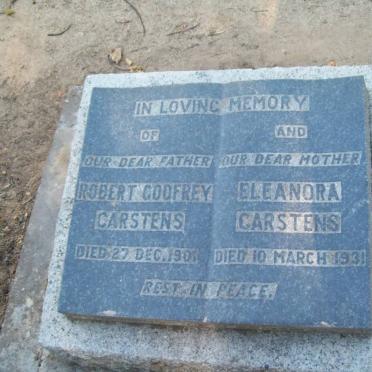 IN LOVING MEMORY
OF AND
OUR DEAR FATHER OUR DEAR MOTHER
ROBERT GODFREY ELEANORA
CARSTENS CARSTENS
DIED 27 DEC. 1901 DIED 10 MARCH 1931
REST IN PEACE.